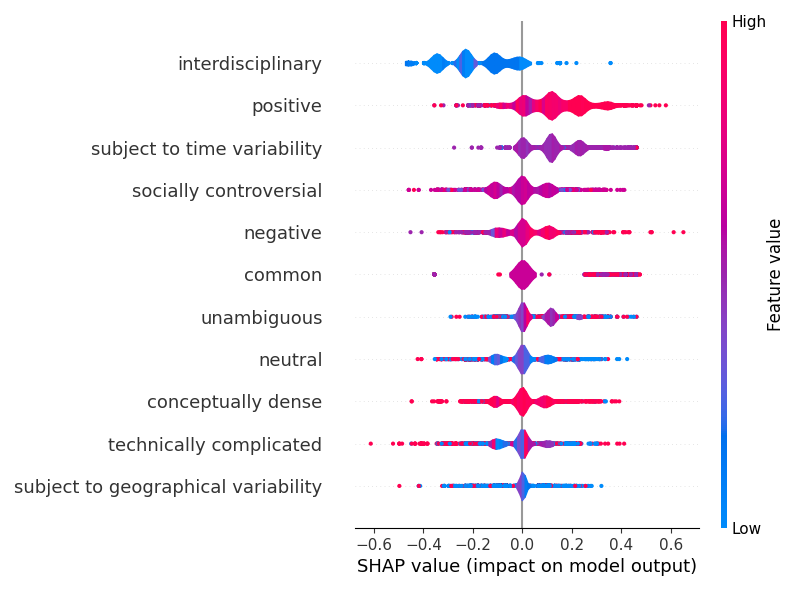 High
interdisciplinary
positive
subject to time variability
socially controversial
negative
common
unambiguous
neutral
conceptually dense
technically complicated
subject to geographical variability
Feature value
Low
−0.6 −0.4 −0.2 0.0 0.2 0.4 0.6
SHAP value (impact on model output)